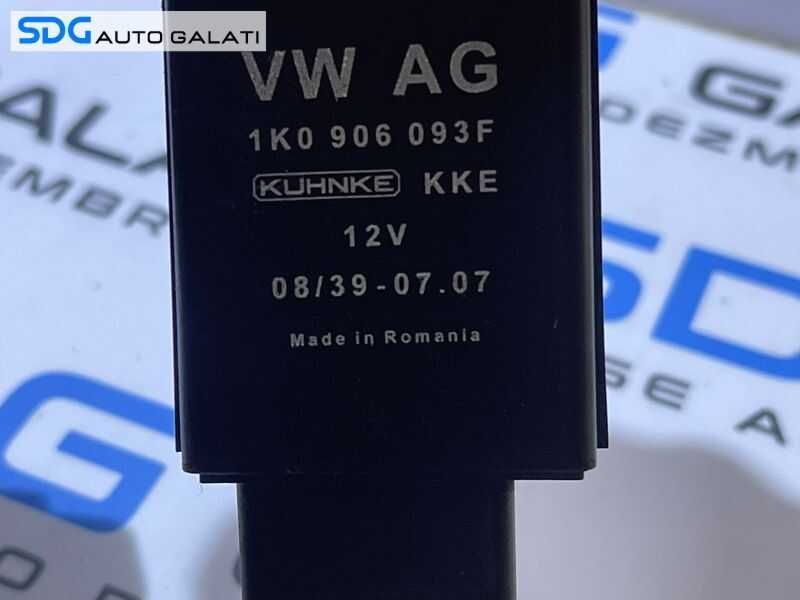 SDG AUTO GALATI
VW AG
1K0 906 093F
KUHNKE KKE
12V
08/39-07.07
Made in Romania